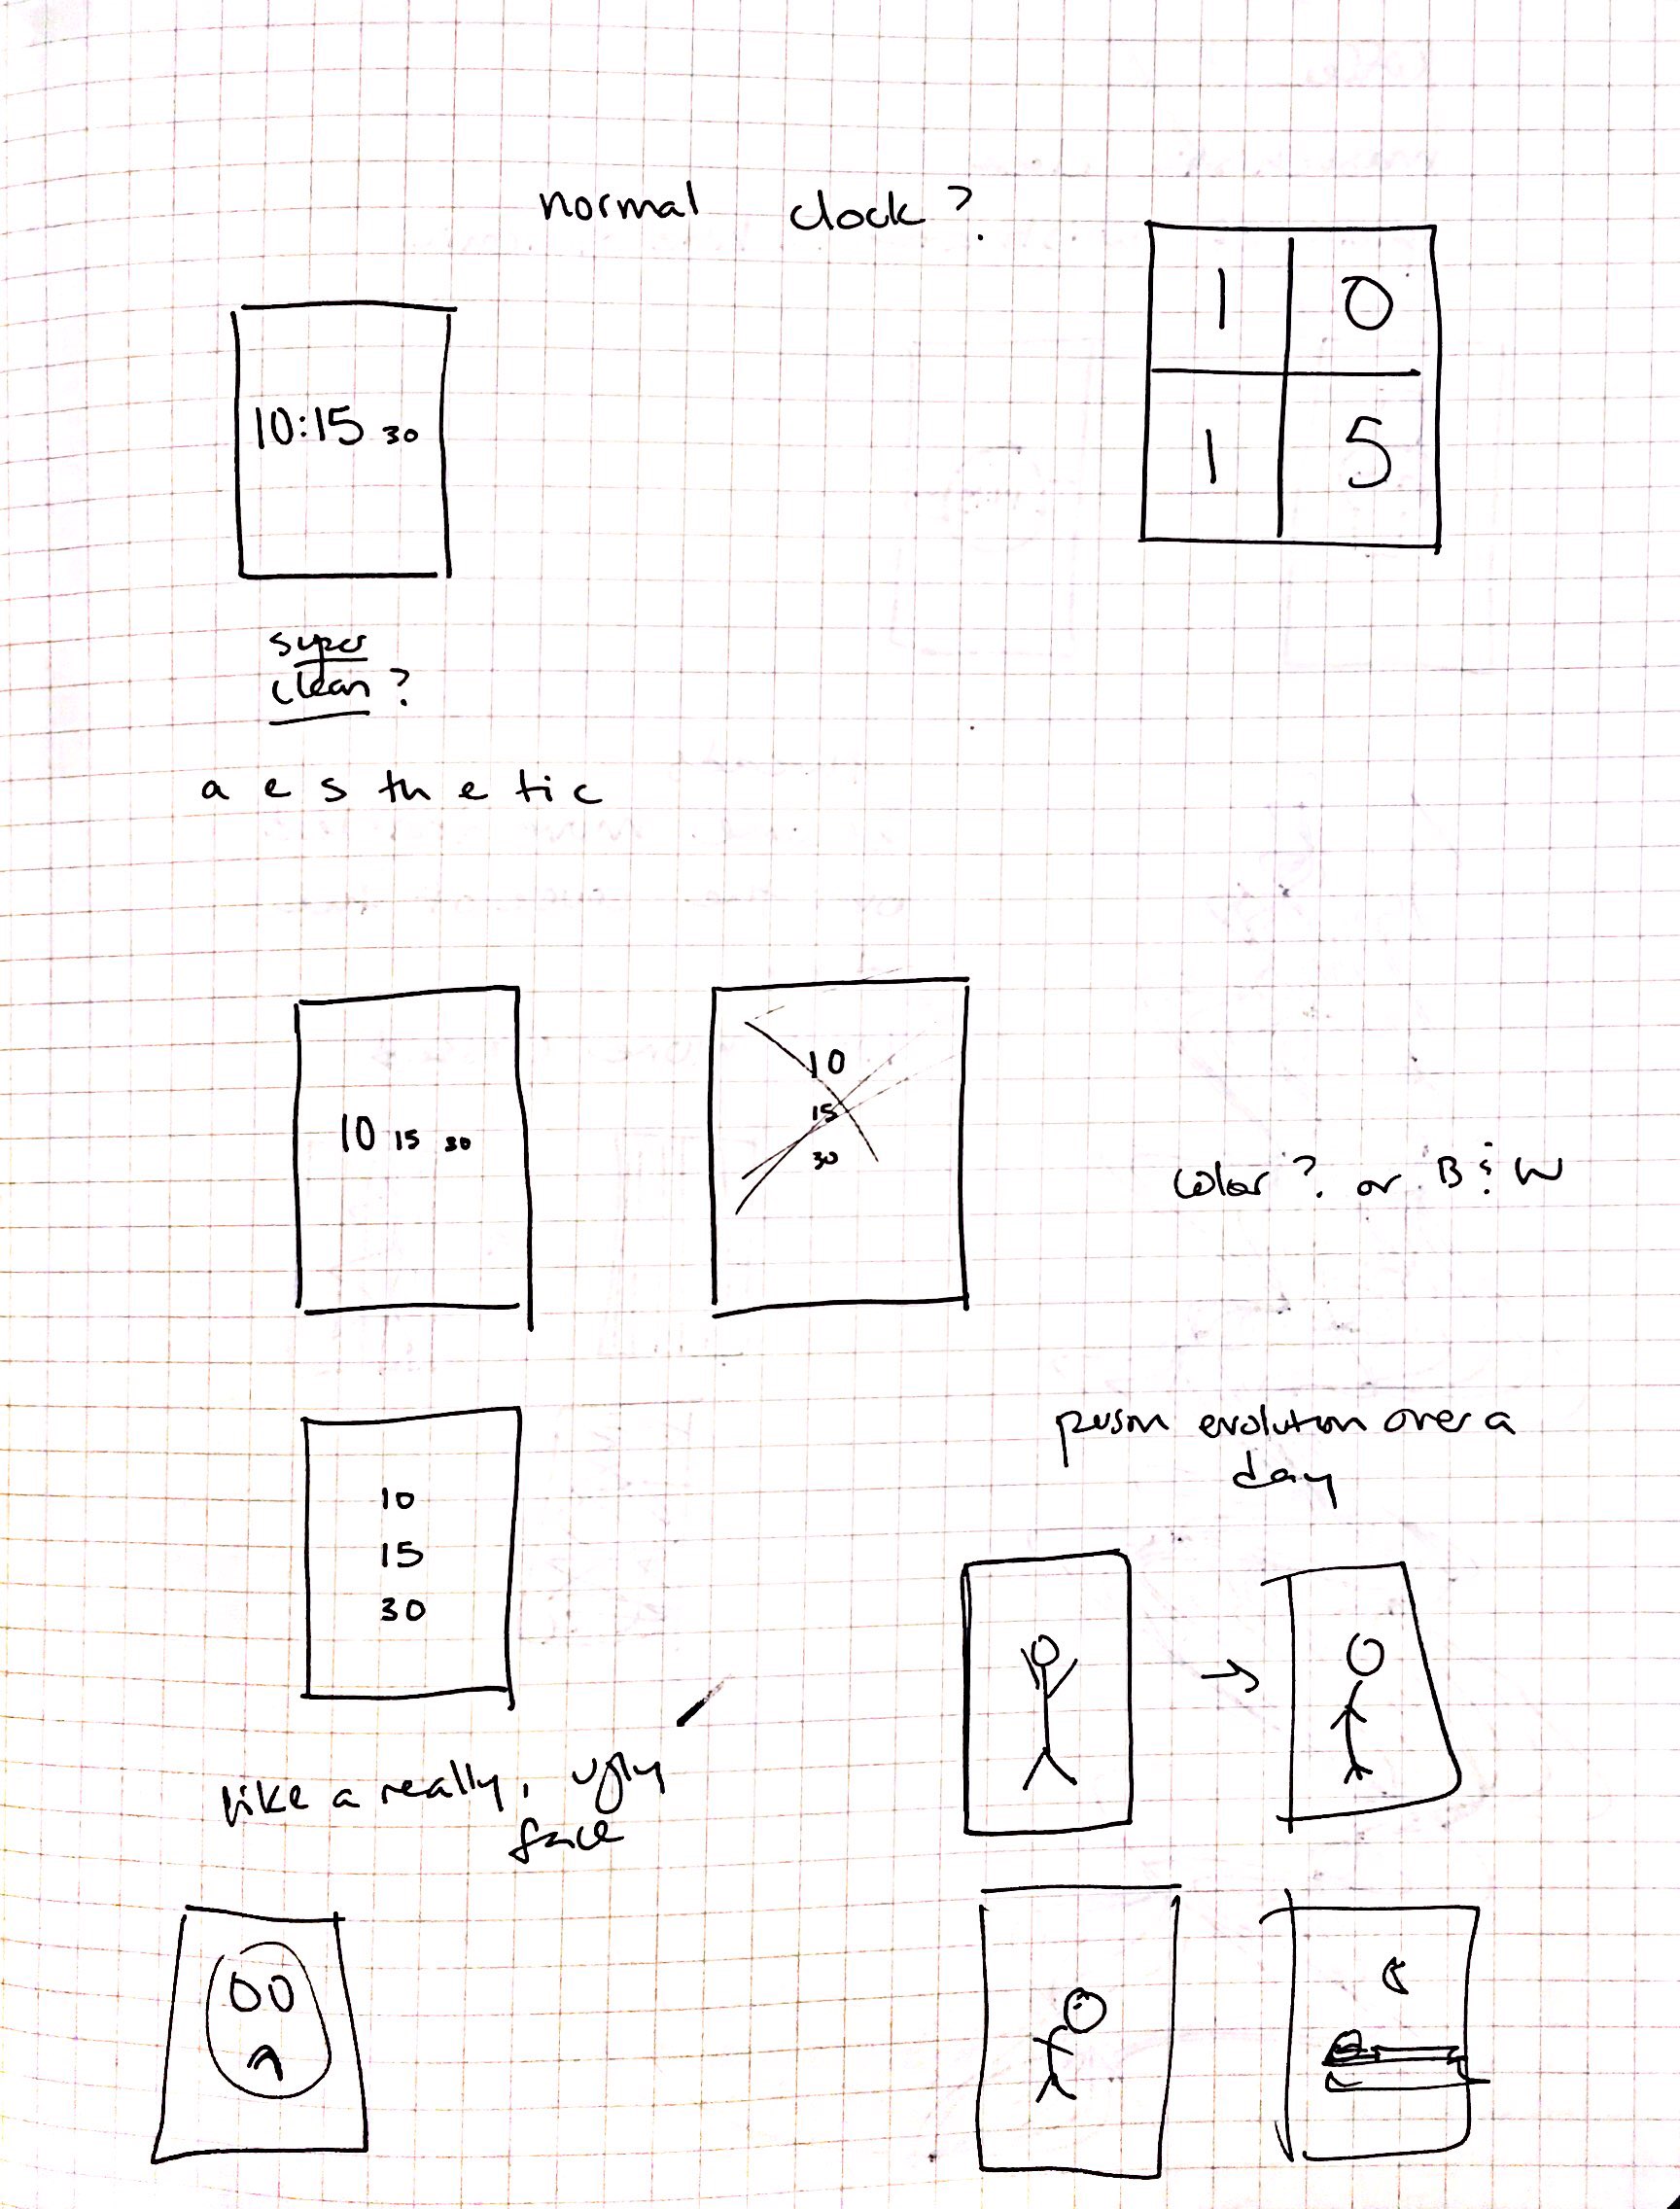 normal clock?
1 0
1 5
10:15 30
super
clean?
a e s th e tic
10 15 30
10
15
30
color? or B & W
10
15
30
person evolution over a
day
like a really, ugly
face